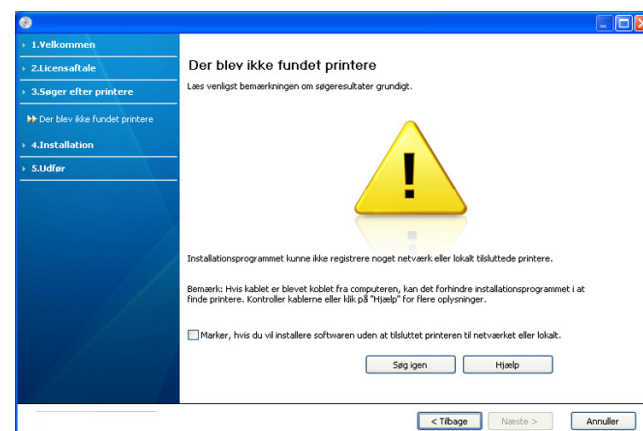 1.Velkommen
2.Licensaftale
3.Søger efter printere
Der blev ikke fundet printere
4.Installation
5.Udfør
Der blev ikke fundet printere
Læs venligst bemærkningen om søgeresultater grundigt.
Installationsprogrammet kunne ikke registrere noget netværk eller lokalt tilsluttede printere.
Bemærk: Hvis kablet er blevet koblet fra computeren, kan det forhindre installationsprogrammet i at
finde printere. Kontroller kablerne eller klik på "Hjælp" for flere oplysninger.
Marker, hvis du vil installere softwaren uden at tilsluttet printeren til netværket eller lokalt.
Søg igen
Hjælp
< Tilbage
Næste >
Annuller